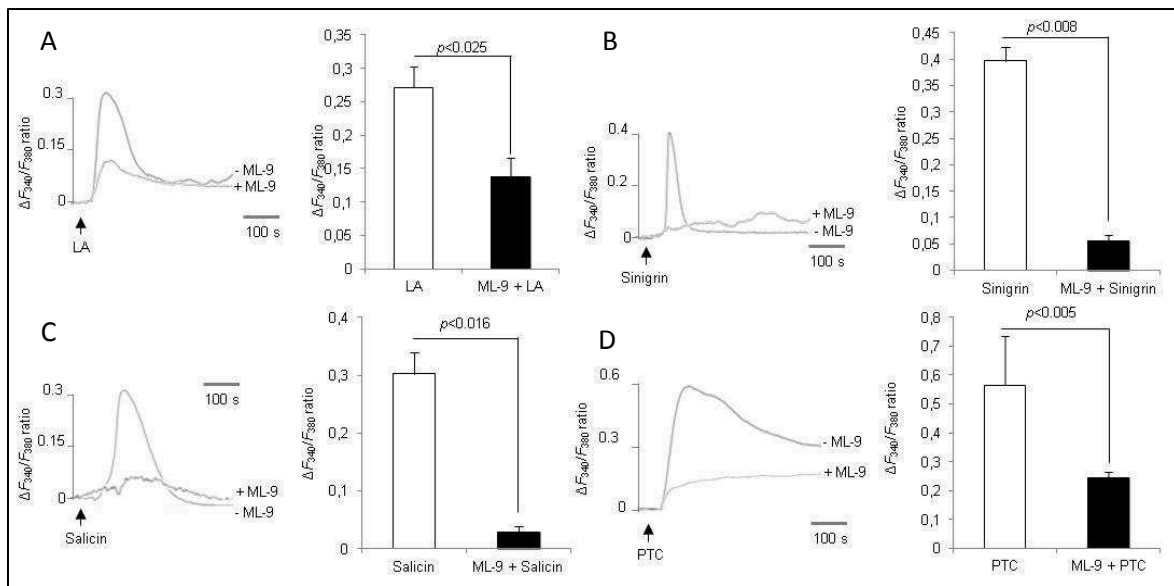 A
ΔF340/F380 ratio
0.3
0.15
0
- ML-9
+ ML-9
100 s
LA
ΔF340/F380 ratio
0,35
0,3
0,25
0,2
0,15
0,1
0,05
0
p<0.025
LA
ML-9 + LA
B
ΔF340/F380 ratio
0.4
0.2
0
+ ML-9
- ML-9
100 s
Sinigrin
ΔF340/F380 ratio
0,45
0,4
0,35
0,3
0,25
0,2
0,15
0,1
0,05
0
p<0.008
Sinigrin
ML-9 + Sinigrin
C
ΔF340/F380 ratio
0.3
0.15
0
100 s
+ ML-9
- ML-9
Salicin
ΔF340/F380 ratio
0,4
0,3
0,2
0,1
0
p<0.016
Salicin
ML-9 + Salicin
D
ΔF340/F380 ratio
0.6
0.3
0
- ML-9
+ ML-9
100 s
PTC
ΔF340/F380 ratio
0,8
0,7
0,6
0,5
0,4
0,3
0,2
0,1
0
p<0.005
PTC
ML-9 + PTC